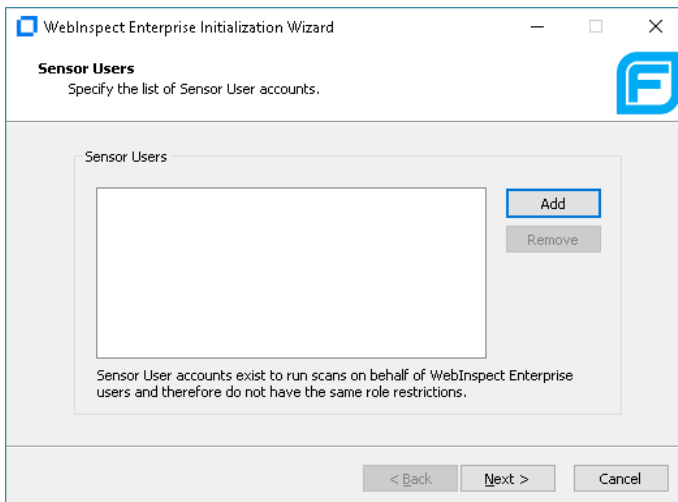 WebInspect Enterprise Initialization Wizard
Sensor Users
Specify the list of Sensor User accounts.
F
Sensor Users
Add
Remove
Sensor User accounts exist to run scans on behalf of WebInspect Enterprise
users and therefore do not have the same role restrictions.
< Back
Next >
Cancel